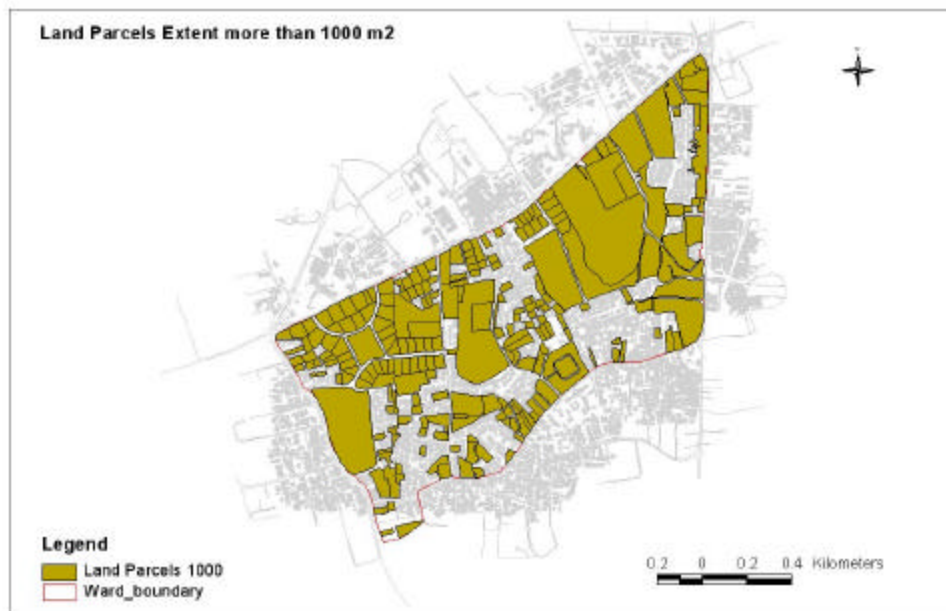 Land Parcels Extent more than 1000 m2
Legend
Land Parcels 1000
Ward_boundary
0.2 0 0.2 0.4 Kilometers